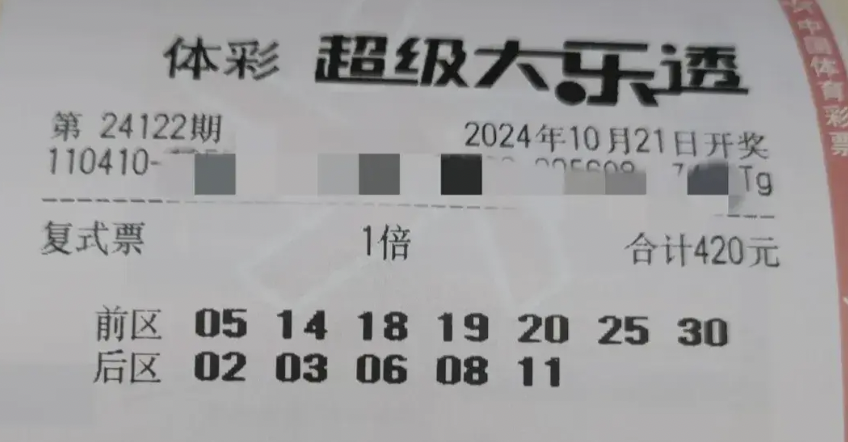 体彩 超级大乐透
第 24122期 2024年10月21日开奖
110410- Tg
复式票 1倍 合计420元
前区 05 14 18 19 20 25 30
后区 02 03 06 08 11
中国体育彩票